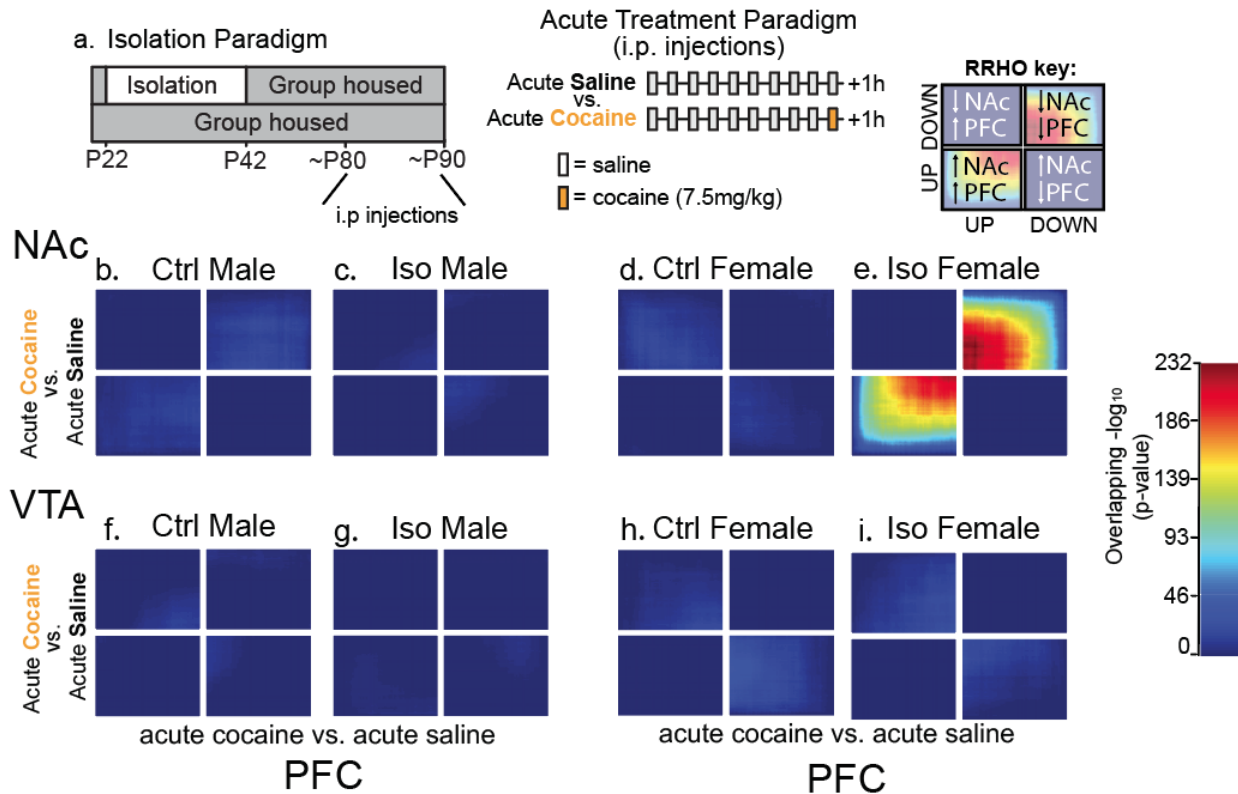 a. Isolation Paradigm
Isolation
Group housed
Group housed
P22
P42
~P80
~P90
i.p injections
Acute Treatment Paradigm
(i.p. injections)
Acute Saline
+1h
vs.
Acute Cocaine
+1h
= saline
= cocaine (7.5mg/kg)
RRHO key:
DOWN
UP
↓NAc
↑PFC
↓NAc
↓PFC
↑NAc
↑PFC
↑NAc
↓PFC
UP
DOWN
NAc
b. Ctrl Male
c. Iso Male
d. Ctrl Female
e. Iso Female
Acute Cocaine
vs.
Acute Saline
VTA
f. Ctrl Male
g. Iso Male
h. Ctrl Female
i. Iso Female
Acute Cocaine
vs.
Acute Saline
acute cocaine vs. acute saline
acute cocaine vs. acute saline
PFC
PFC
232
186
139
93
46
0
Overlapping -log10
(p-value)